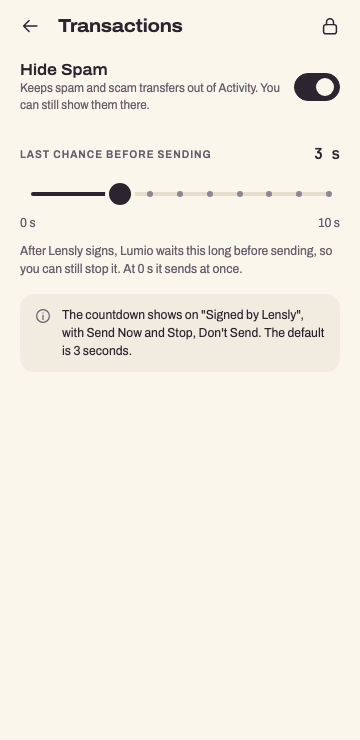 Transactions
Hide Spam
Keeps spam and scam transfers out of Activity. You
can still show them there.
LAST CHANCE BEFORE SENDING
3 s
0 s
10 s
After Lensly signs, Lumio waits this long before sending, so
you can still stop it. At 0 s it sends at once.
The countdown shows on "Signed by Lensly",
with Send Now and Stop, Don't Send. The default
is 3 seconds.